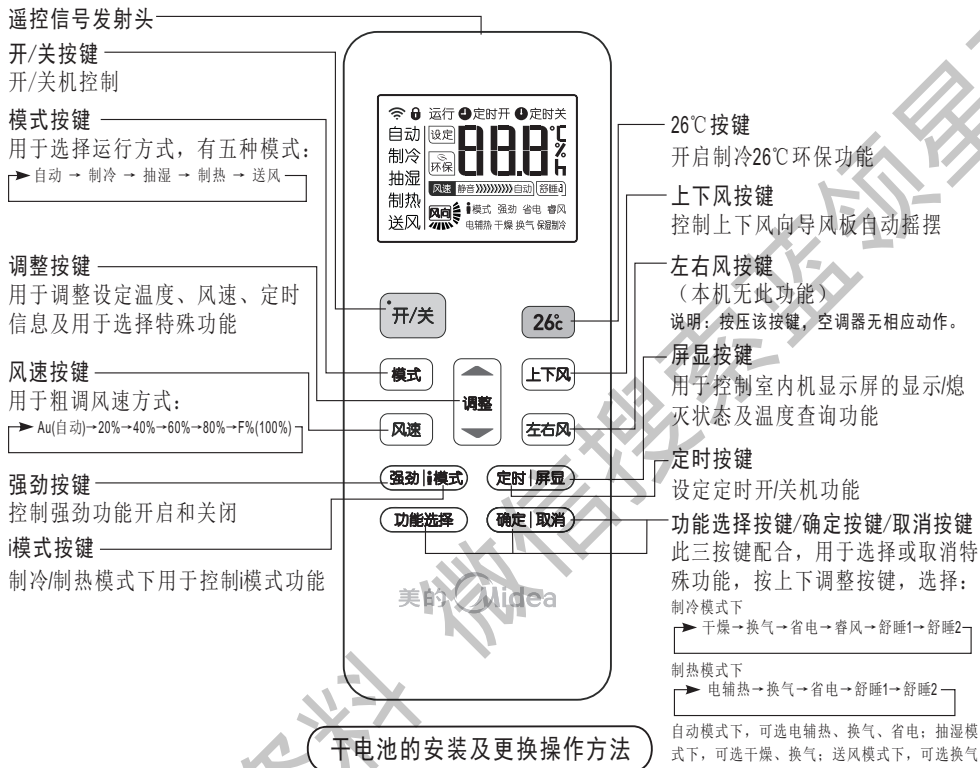 遥控信号发射头
开/关按键
开/关机控制
模式按键
用于选择运行方式，有五种模式：
自动 → 制冷 → 抽湿 → 制热 → 送风
调整按键
用于调整设定温度、风速、定时
信息及用于选择特殊功能
风速按键
用于粗调风速方式：
Au(自动)→20%→40%→60%→80%→F%(100%)
强劲按键
控制强劲功能开启和关闭
i模式按键
制冷/制热模式下用于控制i模式功能
运行 定时开 定时关
自动
制冷
抽湿
制热
送风
设定
环保
88.8℃
%
h
风速 静音 自动 舒睡
风向
i模式 强劲 省电 睿风
电辅热 干燥 换气 保湿制冷
开/关
26℃
模式
上下风
调整
风速
左右风
强劲|i模式
定时|屏显
功能选择
确定|取消
美的 Midea
26℃按键
开启制冷26℃环保功能
上下风按键
控制上下风向导风板自动摇摆
左右风按键
（本机无此功能）
说明：按压该按键，空调器无相应动作。
屏显按键
用于控制室内机显示屏的显示/熄
灭状态及温度查询功能
定时按键
设定定时开/关机功能
功能选择按键/确定按键/取消按键
此三按键配合，用于选择或取消特
殊功能，按上下调整按键，选择：
制冷模式下
干燥→换气→省电→睿风→舒睡1→舒睡2
制热模式下
电辅热→换气→省电→舒睡1→舒睡2
自动模式下，可选电辅热、换气、省电；抽湿模
式下，可选干燥、换气；送风模式下，可选换气
干电池的安装及更换操作方法
料 微信搜索蓝领星